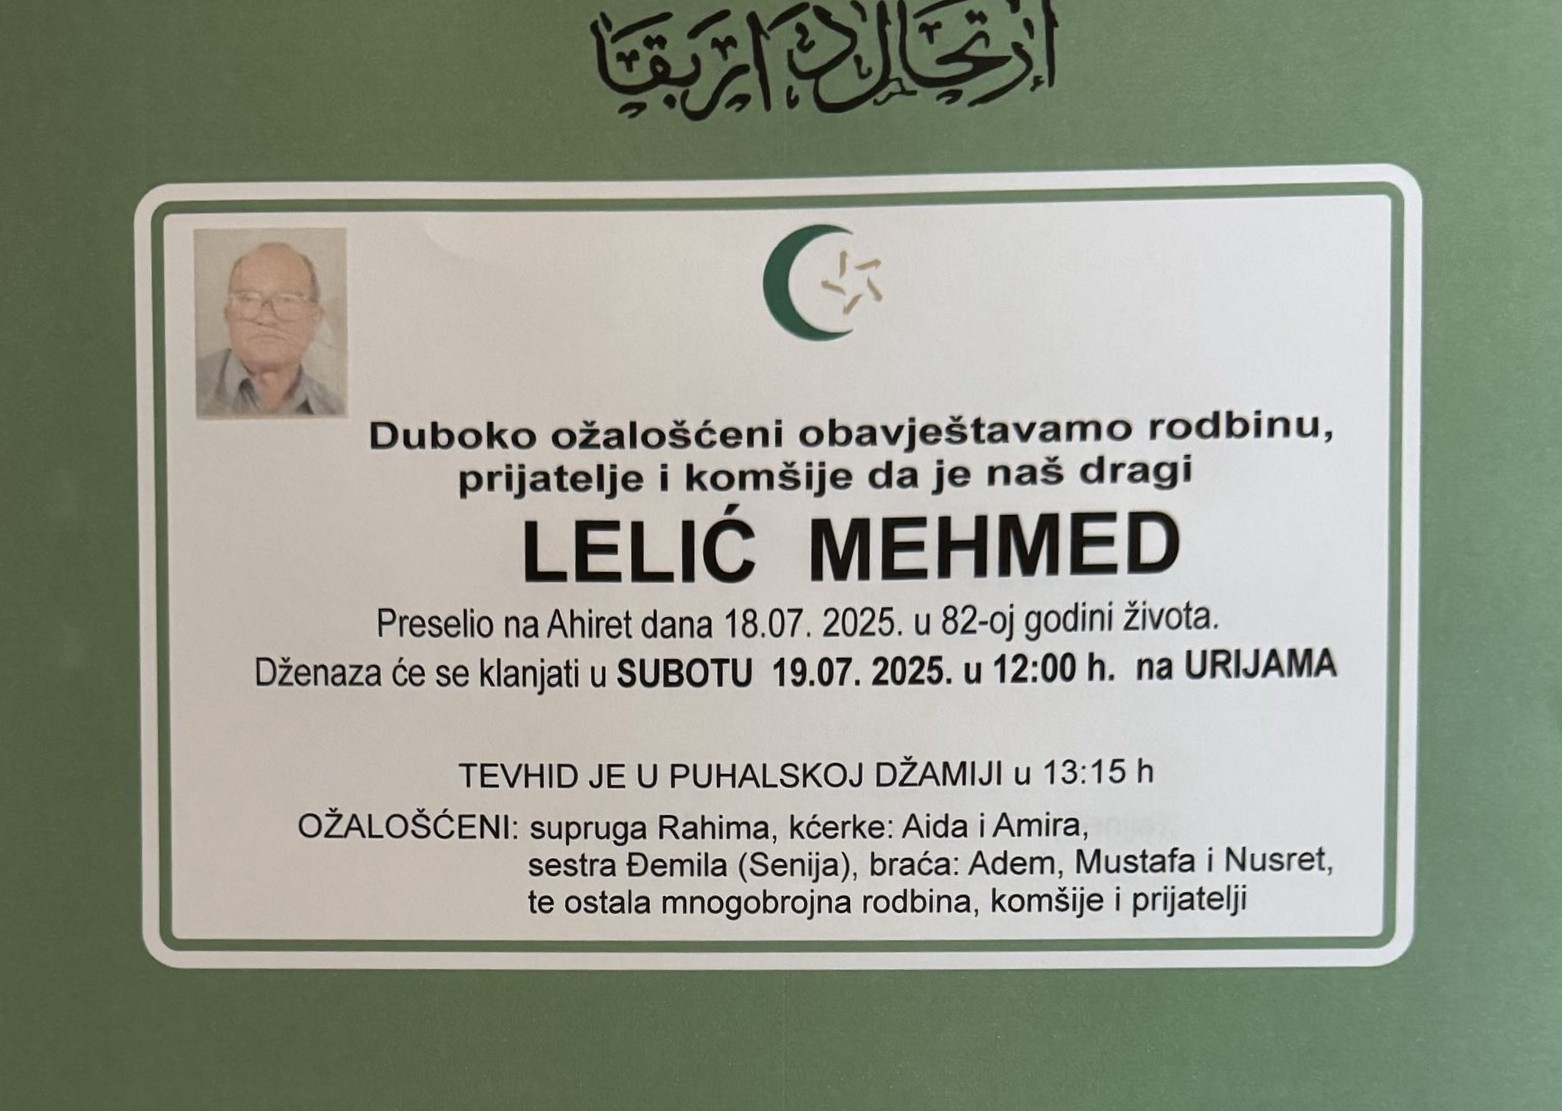 Duboko ožalošćeni obavještavamo rodbinu,
prijatelje i komšije da je naš dragi
LELIĆ MEHMED
Preselio na Ahiret dana 18.07. 2025. u 82-oj godini života.
Dženaza će se klanjati u SUBOTU 19.07. 2025. u 12:00 h. na URIJAMA
TEVHID JE U PUHALSKOJ DŽAMIJI u 13:15 h
OŽALOŠĆENI: supruga Rahima, kćerke: Aida i Amira,
sestra Đemila (Senija), braća: Adem, Mustafa i Nusret,
te ostala mnogobrojna rodbina, komšije i prijatelji